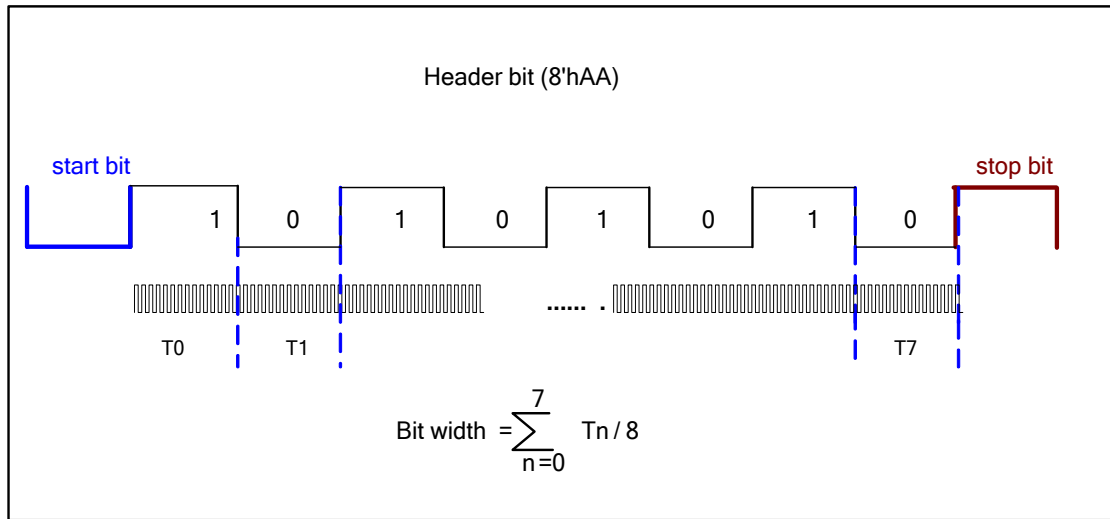 Header bit (8'hAA)
start bit
stop bit
1 0 1 0 1 0 1 0
...... .
T0 T1 T7
7
Bit width =∑ Tn / 8
n=0